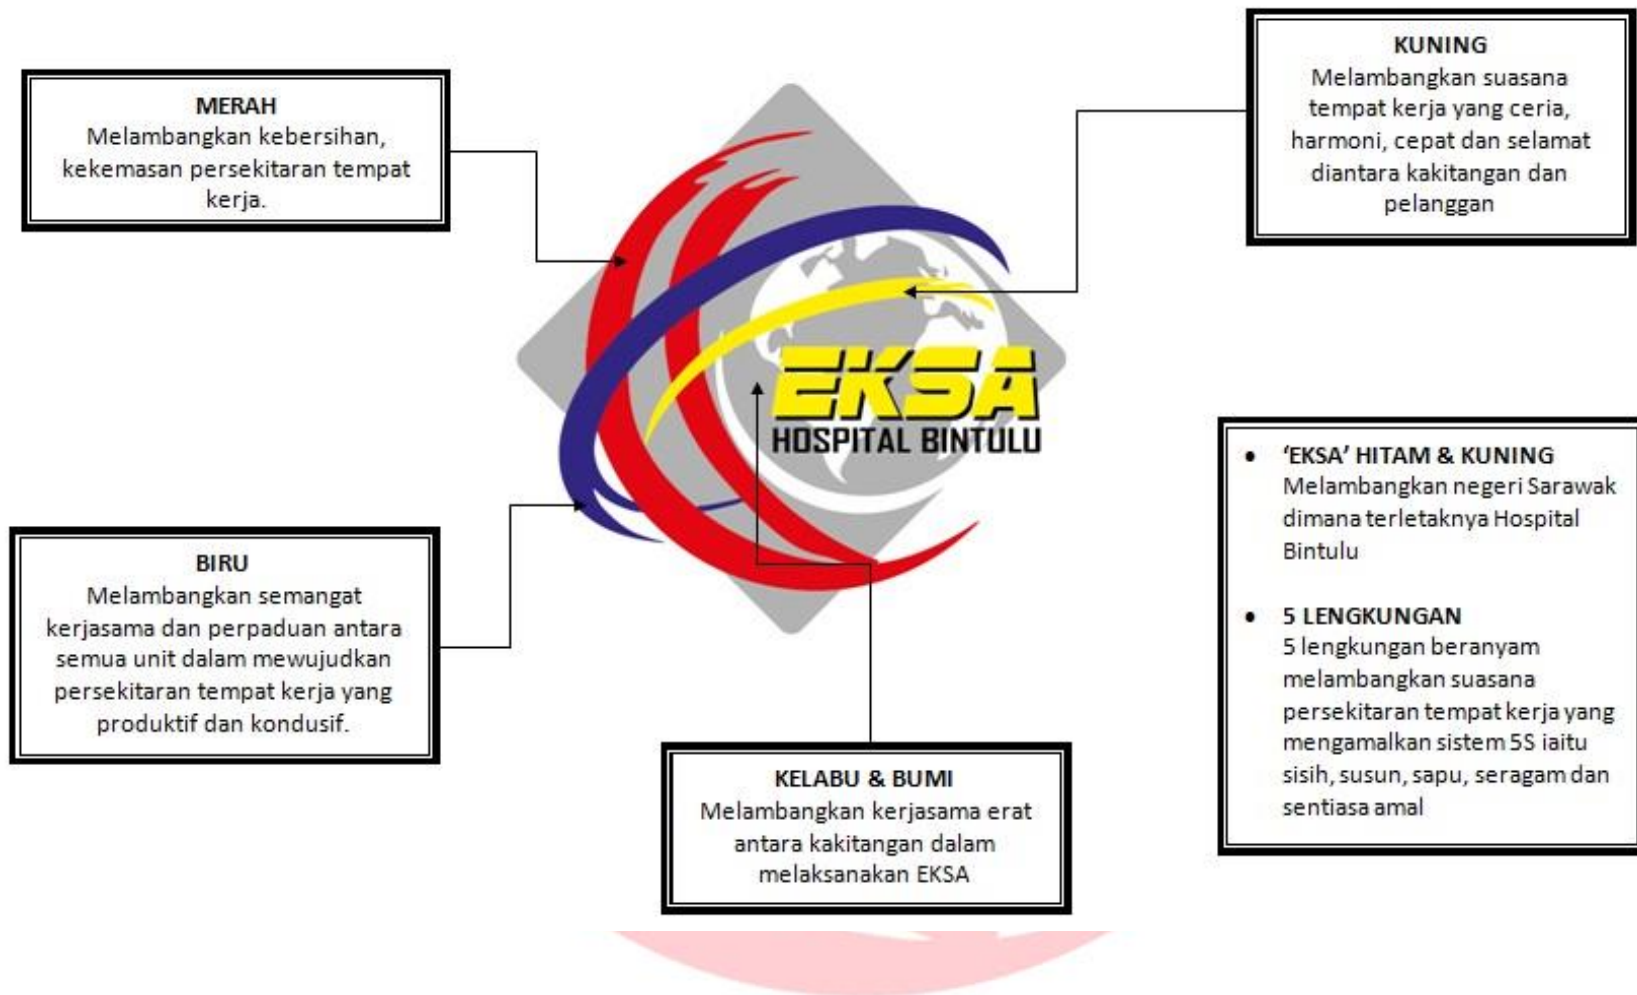 MERAH
Melambangkan kebersihan,
kekemasan persekitaran tempat
kerja.
KUNING
Melambangkan suasana
tempat kerja yang ceria,
harmoni, cepat dan selamat
diantara kakitangan dan
pelanggan
EKSA
HOSPITAL BINTULU
BIRU
Melambangkan semangat
kerjasama dan perpaduan antara
semua unit dalam mewujudkan
persekitaran tempat kerja yang
produktif dan kondusif.
KELABU & BUMI
Melambangkan kerjasama erat
antara kakitangan dalam
melaksanakan EKSA
• ‘EKSA’ HITAM & KUNING
Melambangkan negeri Sarawak
dimana terletaknya Hospital
Bintulu
• 5 LENGKUNGAN
5 lengkungan beranyam
melambangkan suasana
persekitaran tempat kerja yang
mengamalkan sistem 5S iaitu
sisih, susun, sapu, seragam dan
sentiasa amal